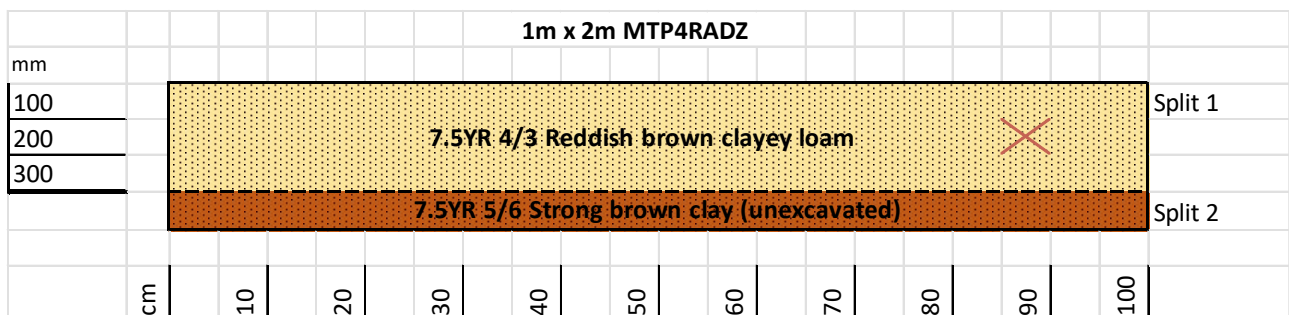 1m x 2m MTP4RADZ
mm
100 Split 1
200 7.5YR 4/3 Reddish brown clayey loam
300
7.5YR 5/6 Strong brown clay (unexcavated) Split 2
cm 10 20 30 40 50 60 70 80 90 100